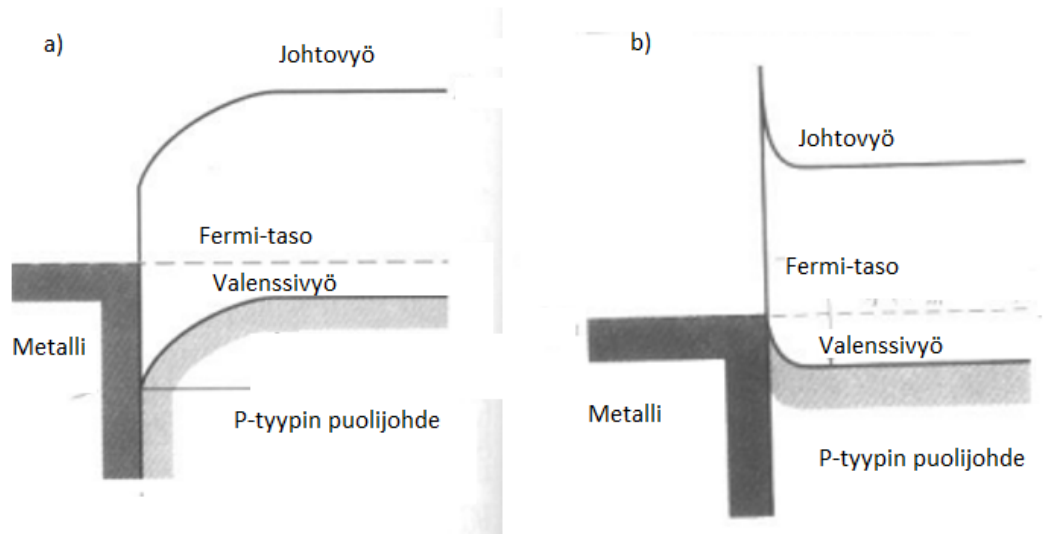 a)
Johtovyö
Fermi-taso
Valenssivyö
Metalli
P-tyypin puolijohde
b)
Johtovyö
Fermi-taso
Valenssivyö
Metalli
P-tyypin puolijohde